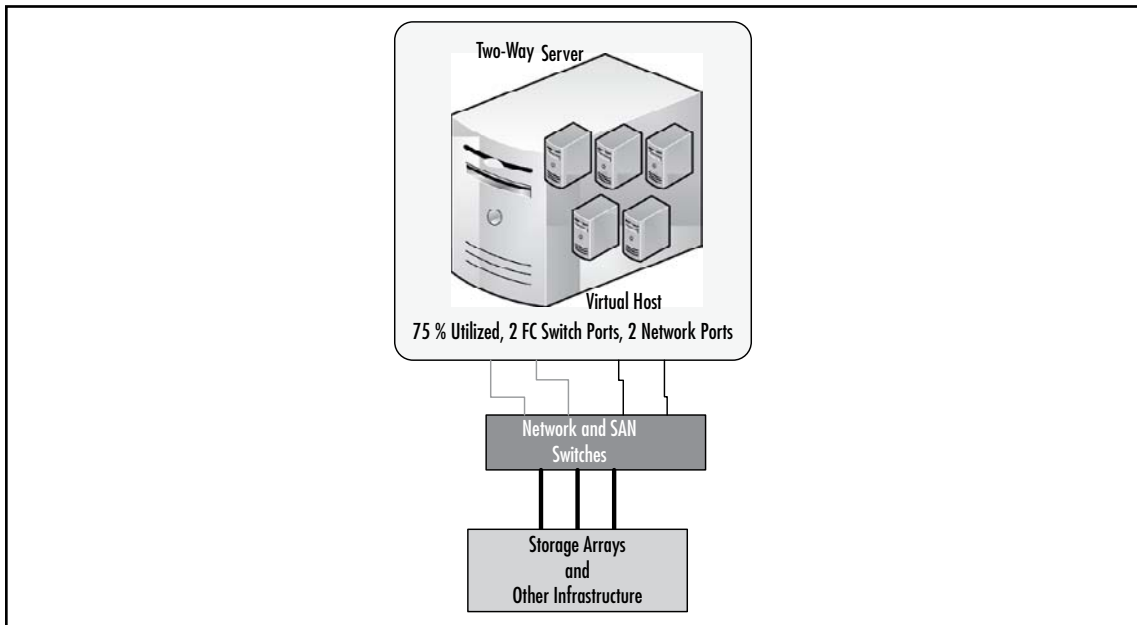 Two-Way Server
Virtual Host
75 % Utilized, 2 FC Switch Ports, 2 Network Ports
Network and SAN
Switches
Storage Arrays
and
Other Infrastructure